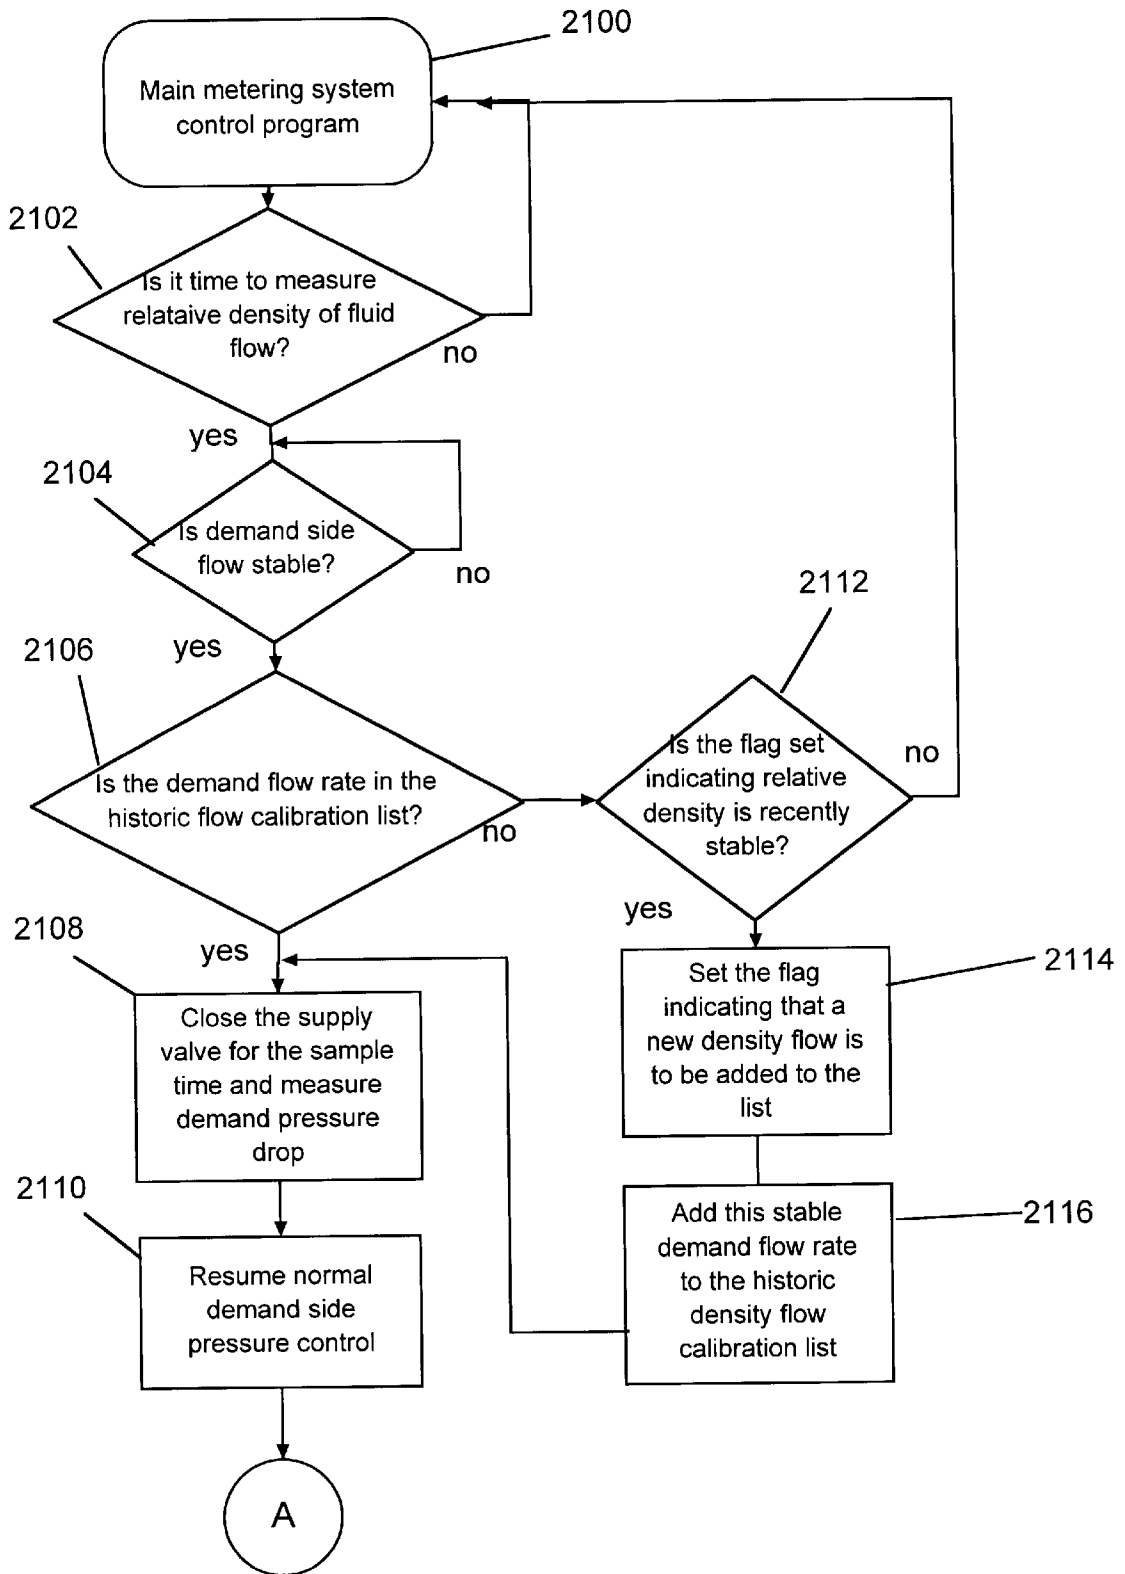 2100
Main metering system
control program
2102
Is it time to measure
relataive density of fluid
flow?
no
yes
2104
Is demand side
flow stable?
no
yes
2106
Is the demand flow rate in the
historic flow calibration list?
no
2112
Is the flag set
indicating relative
density is recently
stable?
no
yes
2108
yes
Close the supply
valve for the sample
time and measure
demand pressure
drop
2114
Set the flag
indicating that a
new density flow is
to be added to the
list
2110
Resume normal
demand side
pressure control
2116
Add this stable
demand flow rate
to the historic
density flow
calibration list
A